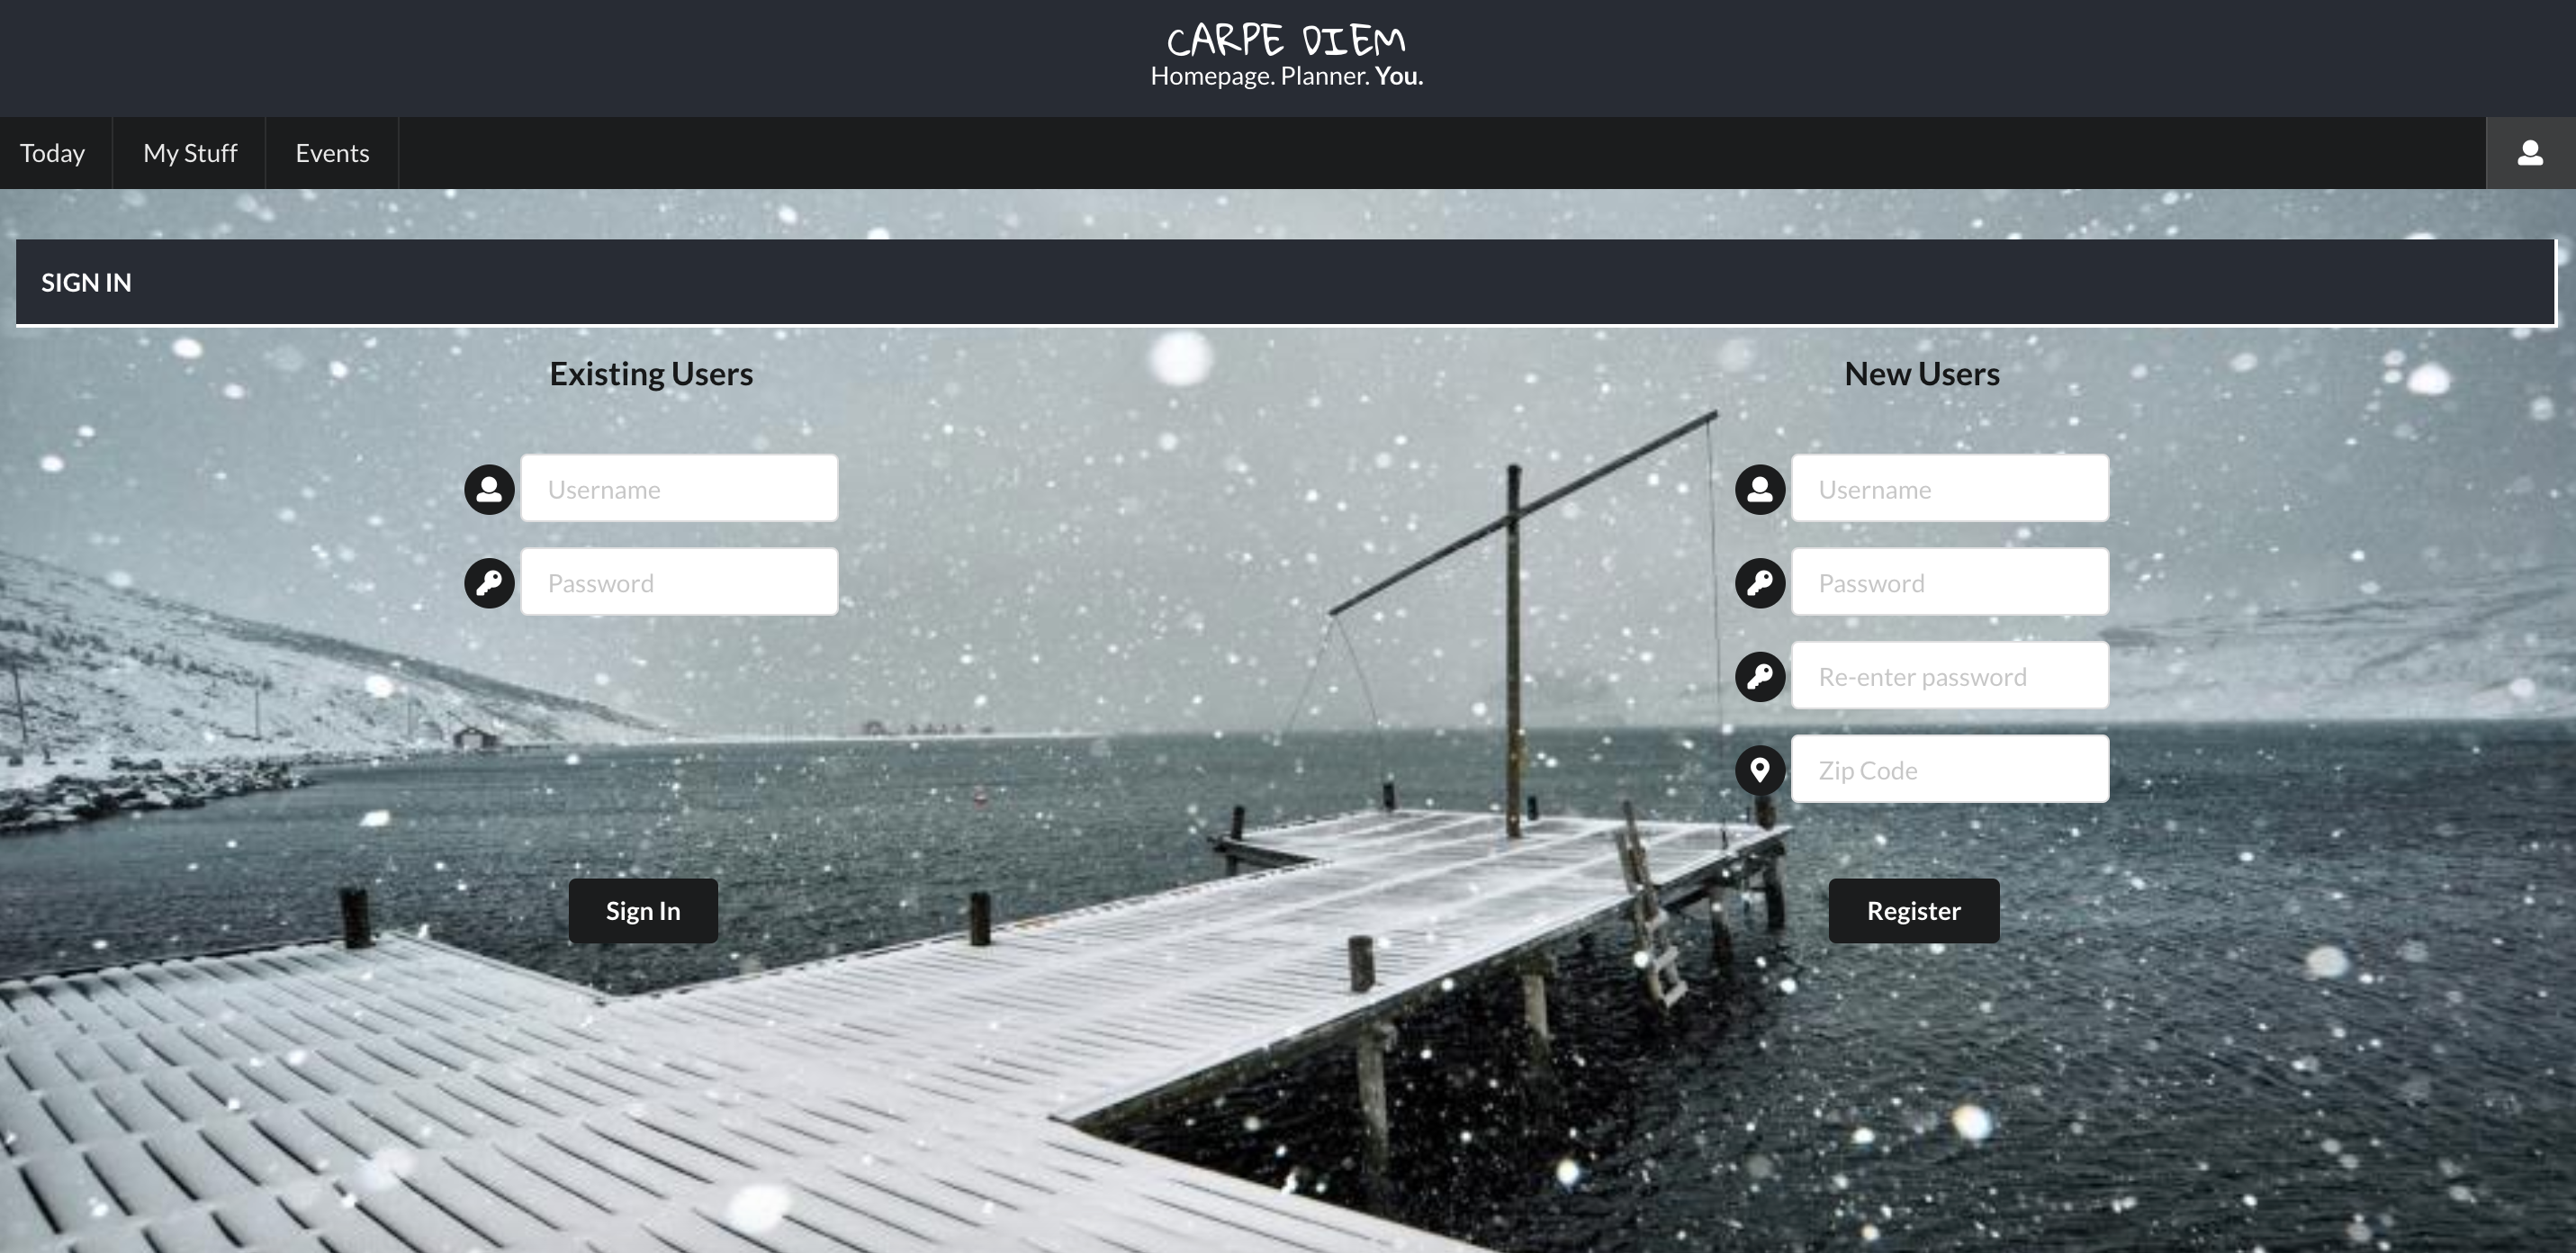 CARPE DIEM
Homepage. Planner. You.
Today
My Stuff
Events
SIGN IN
Existing Users
Username
Password
Sign In
New Users
Username
Password
Re-enter password
Zip Code
Register